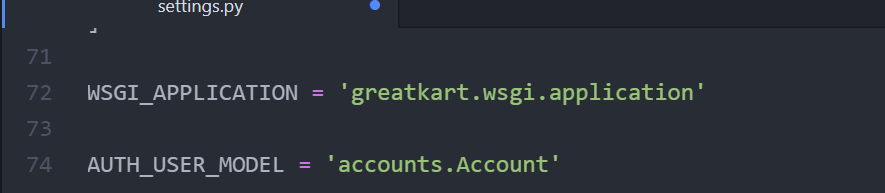 settings.py
]
71
72 WSGI_APPLICATION = 'greatkart.wsgi.application'
73
74 AUTH_USER_MODEL = 'accounts.Account'